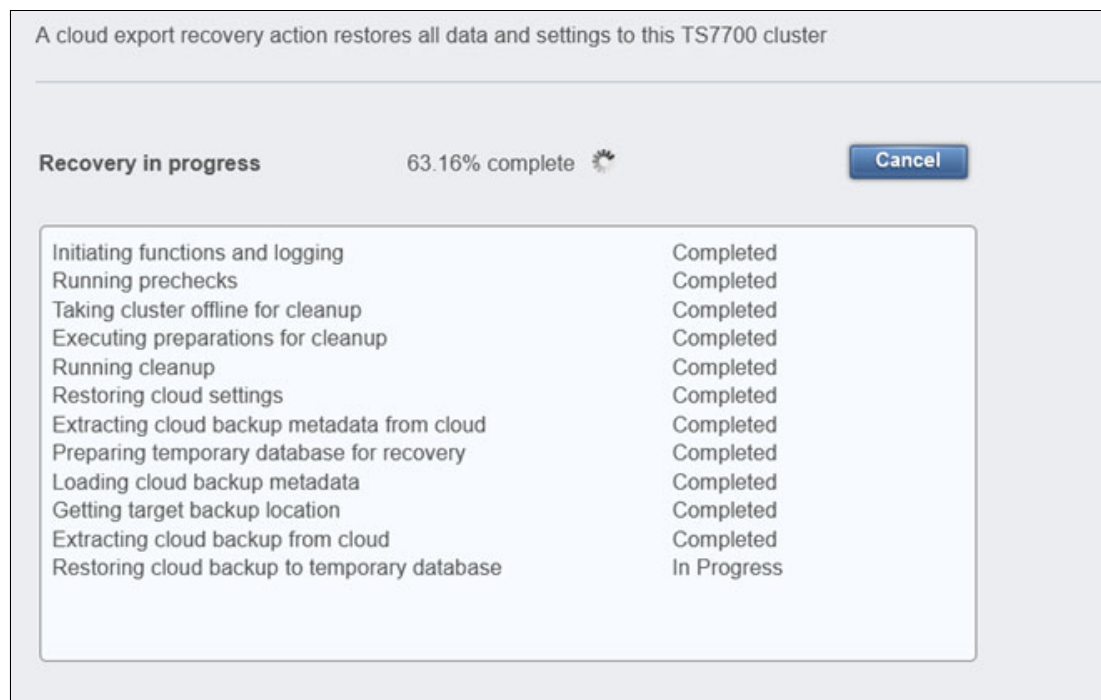 A cloud export recovery action restores all data and settings to this TS7700 cluster
Recovery in progress 63.16% complete Cancel
Initiating functions and logging Completed
Running prechecks Completed
Taking cluster offline for cleanup Completed
Executing preparations for cleanup Completed
Running cleanup Completed
Restoring cloud settings Completed
Extracting cloud backup metadata from cloud Completed
Preparing temporary database for recovery Completed
Loading cloud backup metadata Completed
Getting target backup location Completed
Extracting cloud backup from cloud Completed
Restoring cloud backup to temporary database In Progress